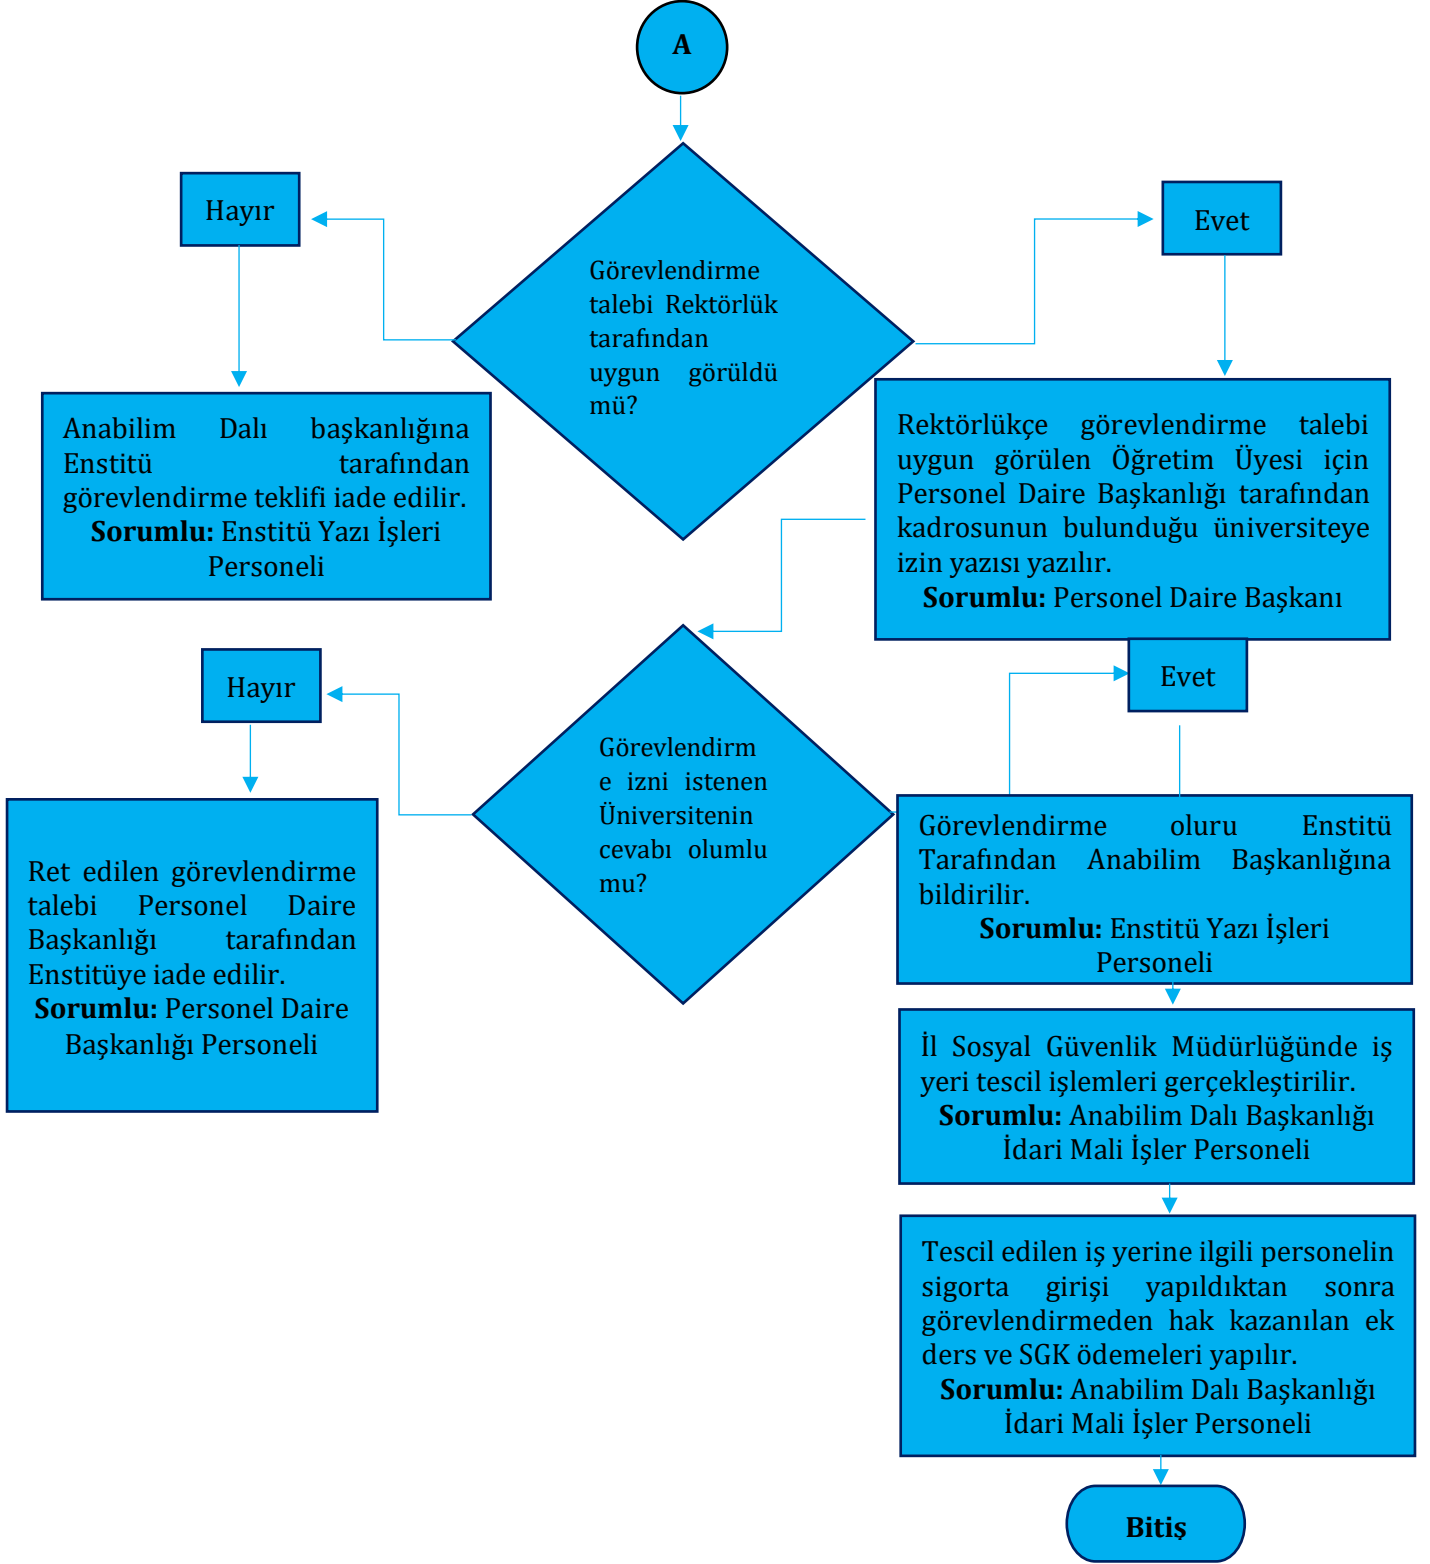 A
Hayır
Evet
Görevlendirme
talebi Rektörlük
tarafından
uygun görüldü
mü?
Anabilim Dalı başkanlığına
Enstitü tarafından
görevlendirme teklifi iade edilir.
Sorumlu: Enstitü Yazı İşleri
Personeli
Rektörlükçe görevlendirme talebi
uygun görülen Öğretim Üyesi için
Personel Daire Başkanlığı tarafından
kadrosunun bulunduğu üniversiteye
izin yazısı yazılır.
Sorumlu: Personel Daire Başkanı
Hayır
Evet
Görevlendirm
e izni istenen
Üniversitenin
cevabı olumlu
mu?
Ret edilen görevlendirme
talebi Personel Daire
Başkanlığı tarafından
Enstitüye iade edilir.
Sorumlu: Personel Daire
Başkanlığı Personeli
Görevlendirme oluru Enstitü
Tarafından Anabilim Başkanlığına
bildirilir.
Sorumlu: Enstitü Yazı İşleri
Personeli
İl Sosyal Güvenlik Müdürlüğünde iş
yeri tescil işlemleri gerçekleştirilir.
Sorumlu: Anabilim Dalı Başkanlığı
İdari Mali İşler Personeli
Tescil edilen iş yerine ilgili personelin
sigorta girişi yapıldıktan sonra
görevlendirmeden hak kazanılan ek
ders ve SGK ödemeleri yapılır.
Sorumlu: Anabilim Dalı Başkanlığı
İdari Mali İşler Personeli
Bitiş